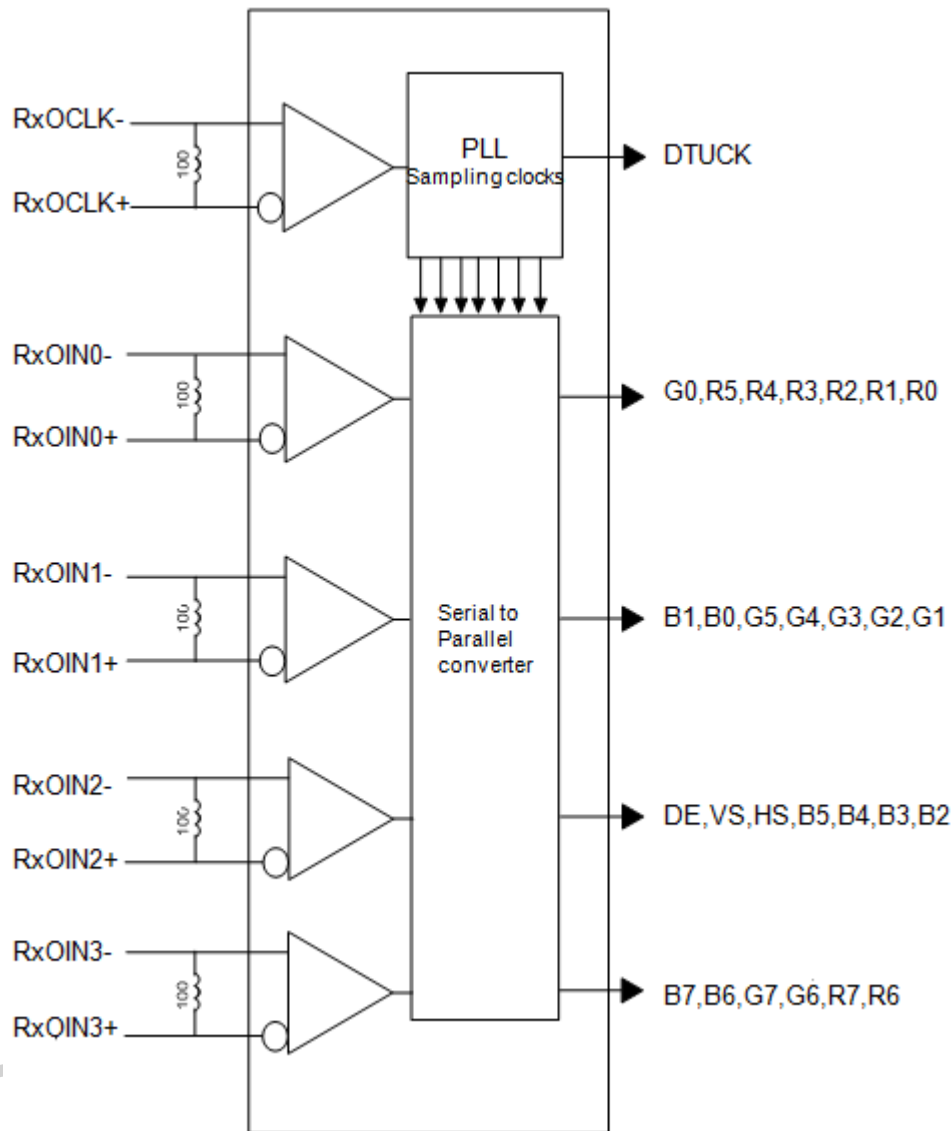 RxOCLK-
100
RxOCLK+
PLL
Sampling clocks
DTUCK
RxOIN0-
100
RxOIN0+
G0,R5,R4,R3,R2,R1,R0
RxOIN1-
100
RxOIN1+
Serial to
Parallel
converter
B1,B0,G5,G4,G3,G2,G1
RxOIN2-
100
RxOIN2+
DE,VS,HS,B5,B4,B3,B2
RxOIN3-
100
RxOIN3+
B7,B6,G7,G6,R7,R6